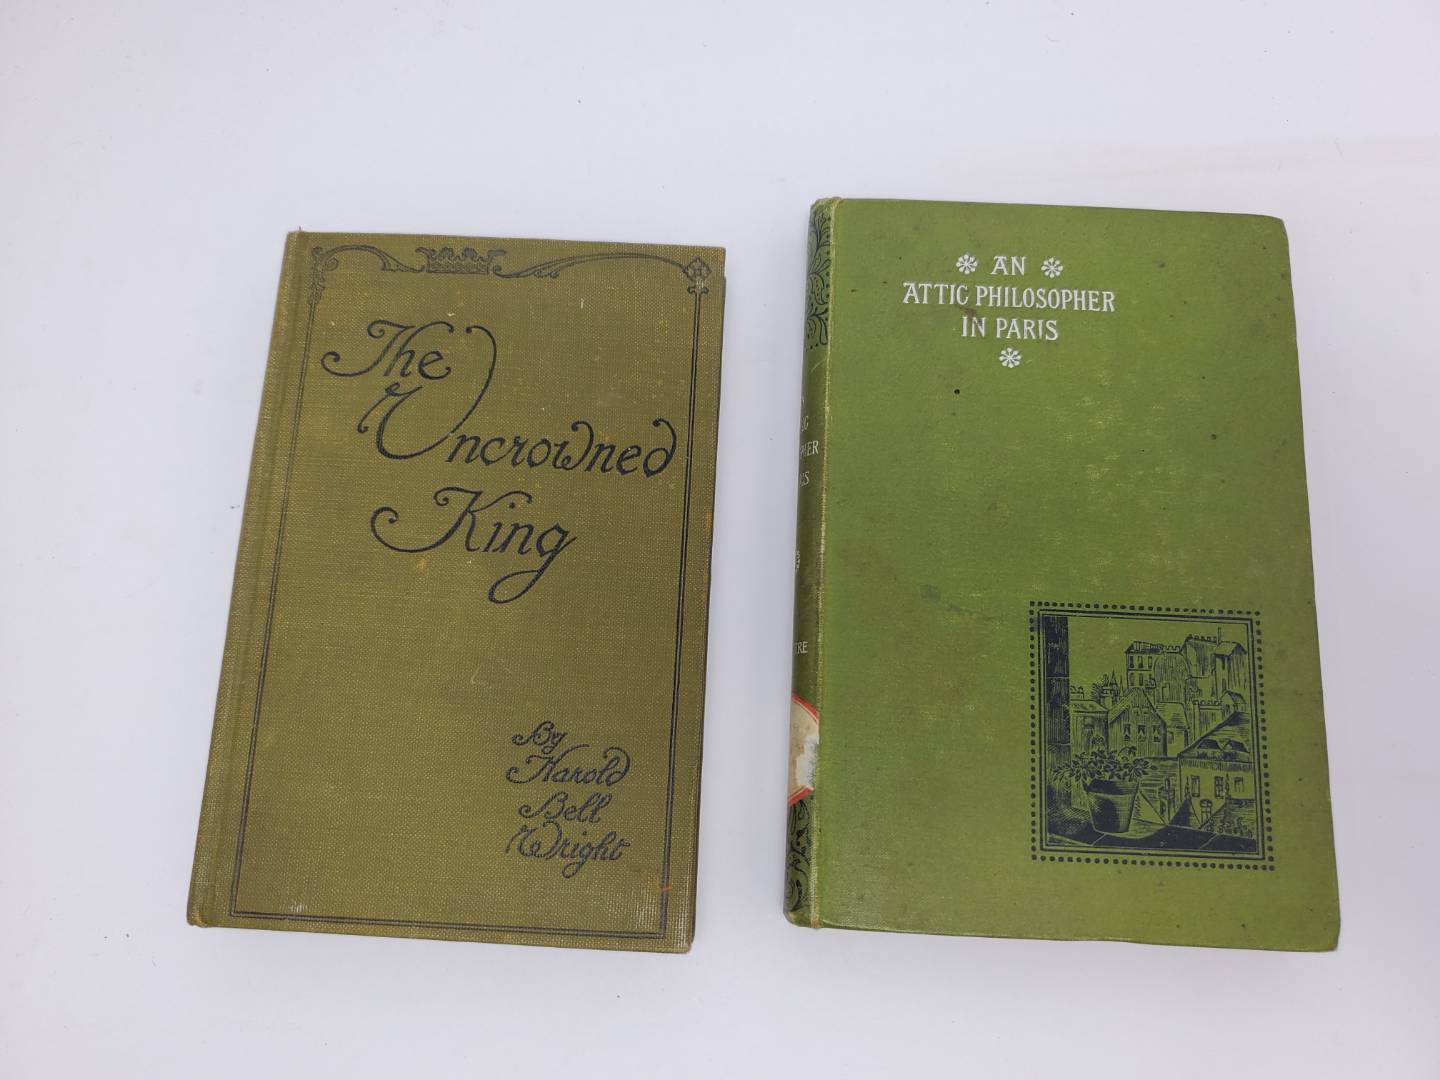 The
Uncrowned
King
By
Harold
Bell
Wright
AN
ATTIC PHILOSOPHER
IN PARIS